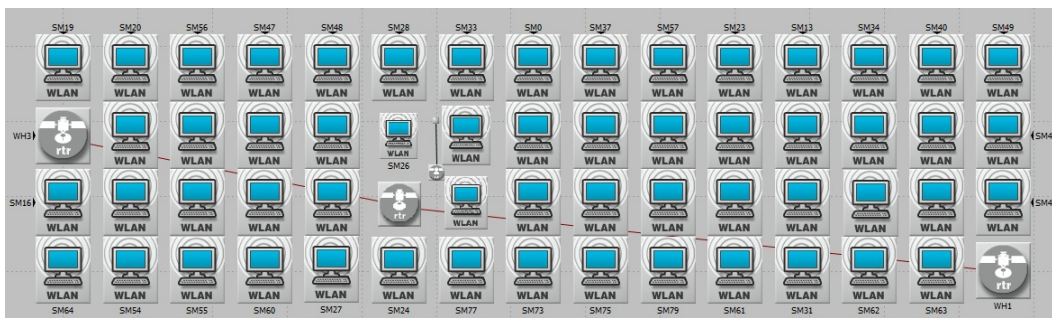 SM19 SM20 SM56 SM47 SM48 SM28 SM33 SM0 SM37 SM57 SM23 SM13 SM34 SM40 SM49
WLAN WLAN WLAN WLAN WLAN WLAN WLAN WLAN WLAN WLAN WLAN WLAN WLAN WLAN WLAN
WH3 rtr WLAN WLAN WLAN WLAN WLAN WLAN WLAN WLAN WLAN WLAN WLAN WLAN WLAN WLAN SM4
SM26
SM16 WLAN WLAN WLAN WLAN WLAN rtr WLAN WLAN WLAN WLAN WLAN WLAN WLAN WLAN WLAN SM4
WLAN WLAN WLAN WLAN WLAN WLAN WLAN WLAN WLAN WLAN WLAN WLAN WLAN WLAN rtr
SM64 SM54 SM55 SM60 SM27 SM24 SM77 SM73 SM75 SM79 SM61 SM31 SM62 SM63 WH1